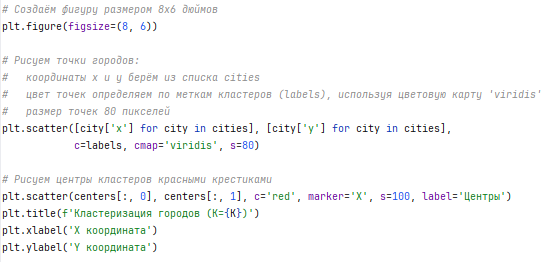 # Создаём фигуру размером 8x6 дюймов
plt.figure(figsize=(8, 6))
# Рисуем точки городов:
#   координаты x и y берём из списка cities
#   цвет точек определяем по меткам кластеров (labels), используя цветовую карту 'viridis'
#   размер точек 80 пикселей
plt.scatter([city['x'] for city in cities], [city['y'] for city in cities],
            c=labels, cmap='viridis', s=80)
# Рисуем центры кластеров красными крестиками
plt.scatter(centers[:, 0], centers[:, 1], c='red', marker='X', s=100, label='Центры')
plt.title(f'Кластеризация городов (K={K})')
plt.xlabel('X координата')
plt.ylabel('Y координата')